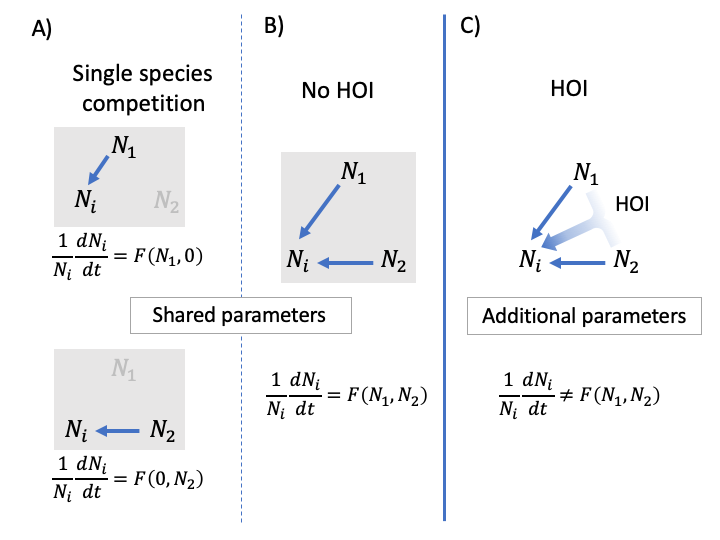 A)
Single species
competition
N₁
Nᵢ N₂
1/Nᵢ dNᵢ/dt = F(N₁, 0)
N₁
Nᵢ N₂
1/Nᵢ dNᵢ/dt = F(0, N₂)
B)
No HOI
N₁
Nᵢ N₂
Shared parameters
1/Nᵢ dNᵢ/dt = F(N₁, N₂)
C)
HOI
N₁
HOI
Nᵢ N₂
Additional parameters
1/Nᵢ dNᵢ/dt ≠ F(N₁, N₂)